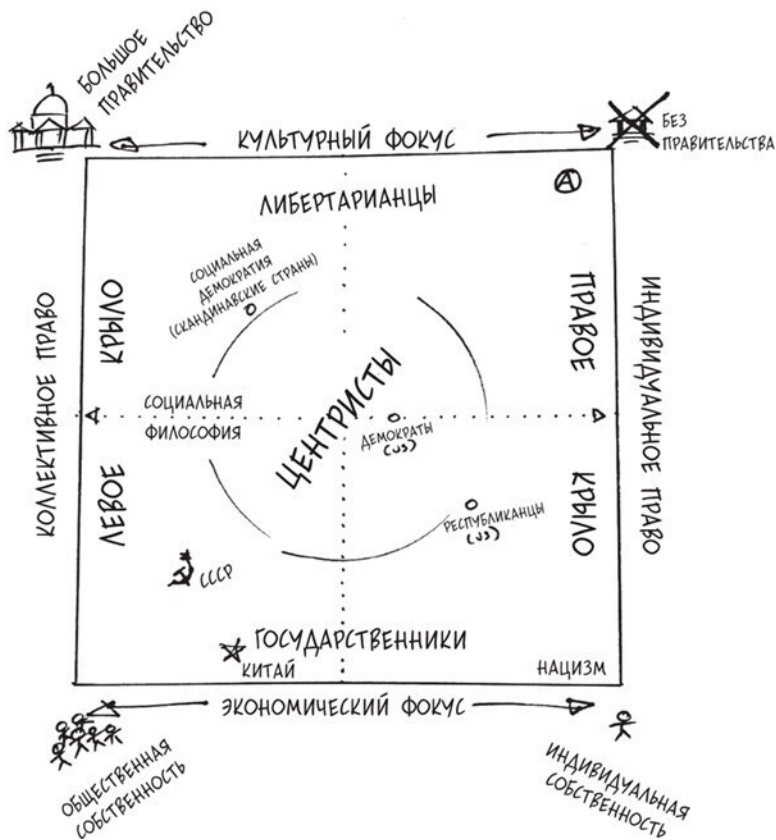 БОЛЬШОЕ
ПРАВИТЕЛЬСТВО
КУЛЬТУРНЫЙ ФОКУС
БЕЗ
ПРАВИТЕЛЬСТВА
A
ЛИБЕРТАРИАНЦЫ
СОЦИАЛЬНАЯ
ДЕМОКРАТИЯ
(СКАНДИНАВСКИЕ СТРАНЫ)
КОЛЛЕКТИВНОЕ ПРАВО
ЛЕВОЕ КРЫЛО
ПРАВОЕ КРЫЛО
ИНДИВИДУАЛЬНОЕ ПРАВО
СОЦИАЛЬНАЯ
ФИЛОСОФИЯ
ЦЕНТРИСТЫ
ДЕМОКРАТЫ
(US)
РЕСПУБЛИКАНЦЫ
(US)
СССР
ГОСУДАРСТВЕННИКИ
КИТАЙ
НАЦИЗМ
ЭКОНОМИЧЕСКИЙ ФОКУС
ОБЩЕСТВЕННАЯ
СОБСТВЕННОСТЬ
ИНДИВИДУАЛЬНАЯ
СОБСТВЕННОСТЬ